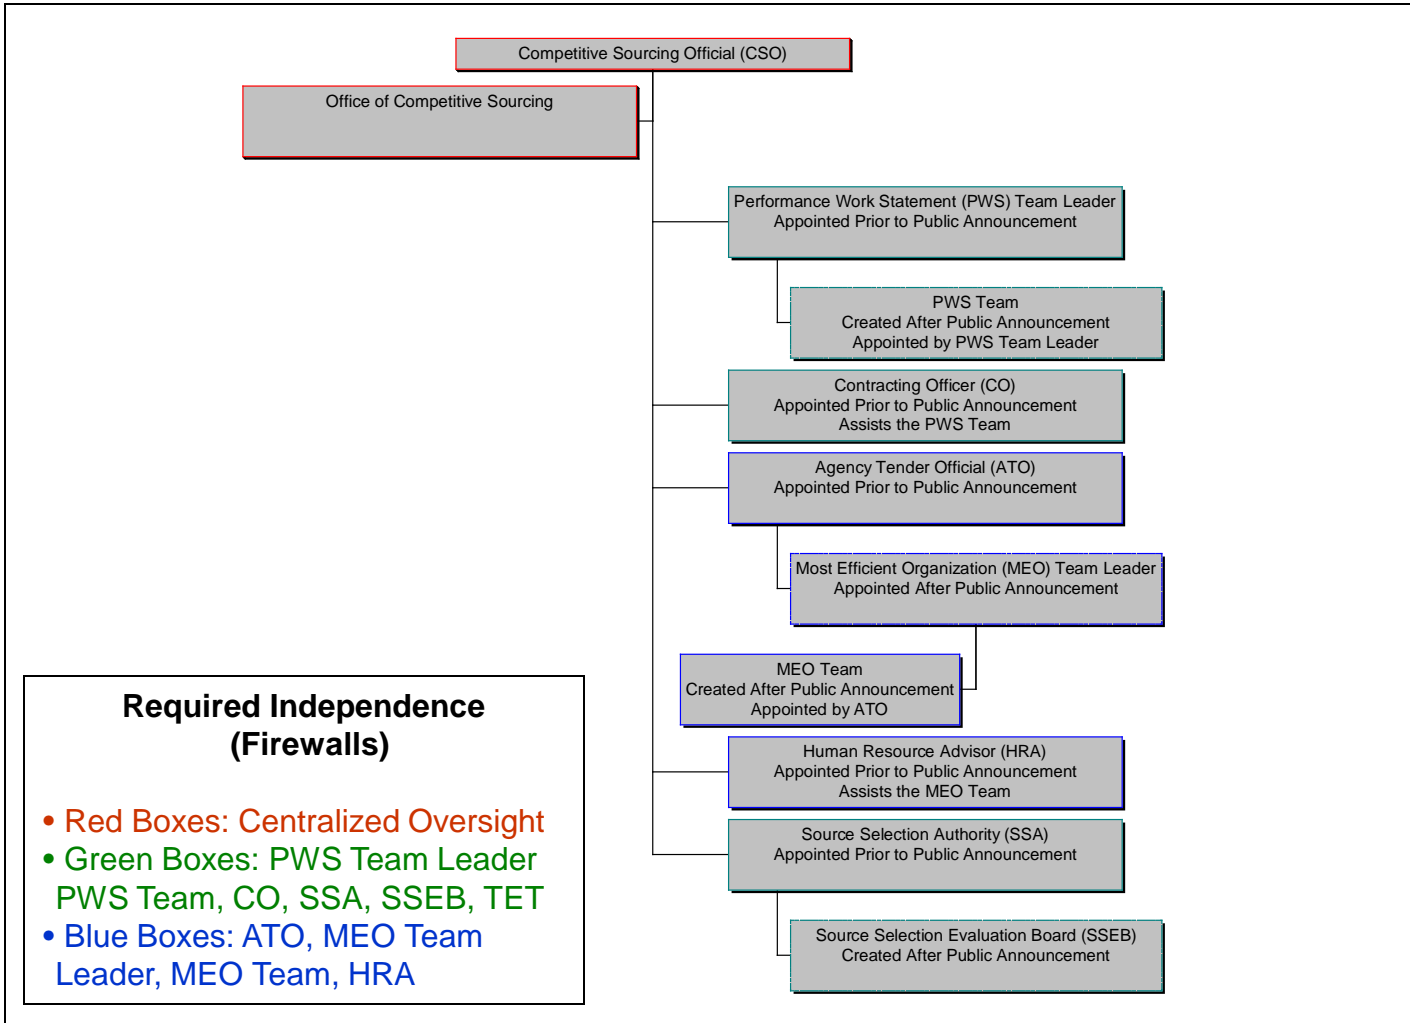 Competitive Sourcing Official (CSO)
Office of Competitive Sourcing
Performance Work Statement (PWS) Team Leader
Appointed Prior to Public Announcement
PWS Team
Created After Public Announcement
Appointed by PWS Team Leader
Contracting Officer (CO)
Appointed Prior to Public Announcement
Assists the PWS Team
Agency Tender Official (ATO)
Appointed Prior to Public Announcement
Most Efficient Organization (MEO) Team Leader
Appointed After Public Announcement
MEO Team
Created After Public Announcement
Appointed by ATO
Human Resource Advisor (HRA)
Appointed Prior to Public Announcement
Assists the MEO Team
Source Selection Authority (SSA)
Appointed Prior to Public Announcement
Source Selection Evaluation Board (SSEB)
Created After Public Announcement
Required Independence
(Firewalls)
• Red Boxes: Centralized Oversight
• Green Boxes: PWS Team Leader
PWS Team, CO, SSA, SSEB, TET
• Blue Boxes: ATO, MEO Team
Leader, MEO Team, HRA